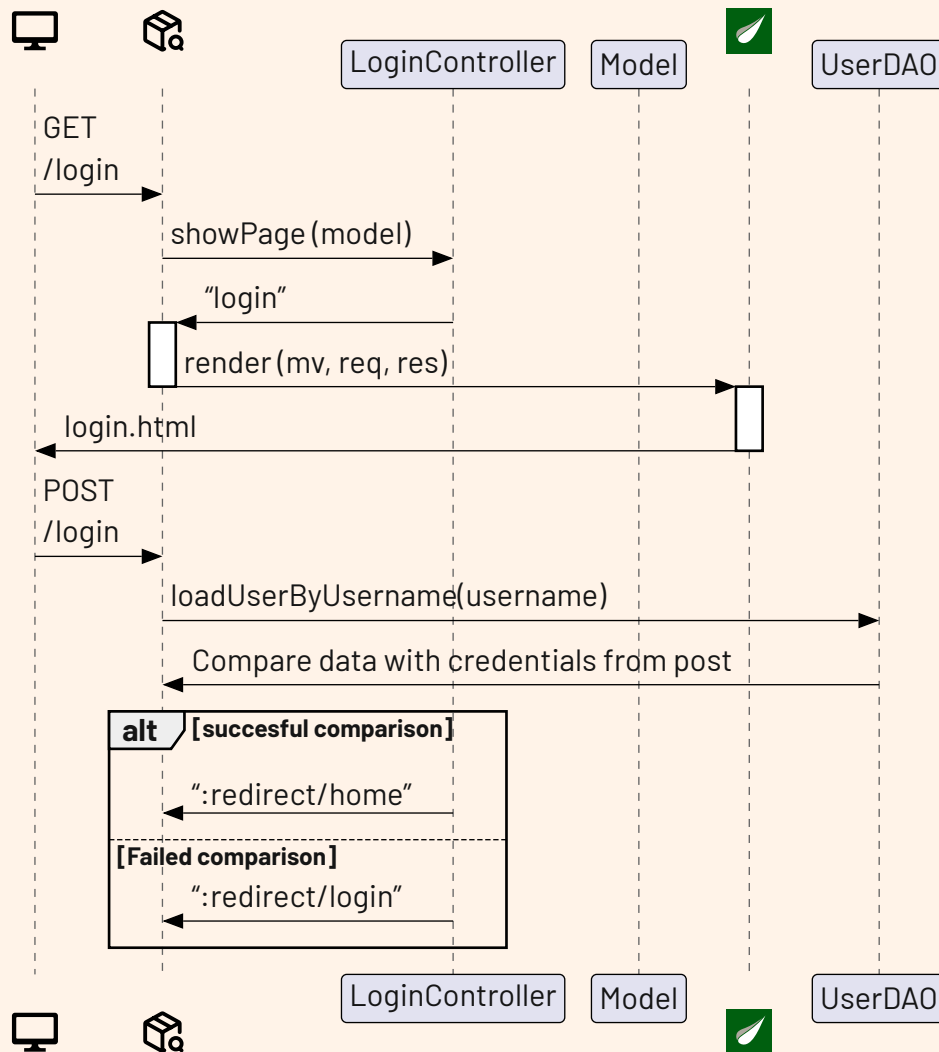 LoginController
Model
UserDAO
GET
/login
showPage (model)
“login”
render (mv, req, res)
login.html
POST
/login
loadUserByUsername(username)
Compare data with credentials from post
alt [succesful comparison]
“:redirect/home”
[Failed comparison]
“:redirect/login”
LoginController
Model
UserDAO